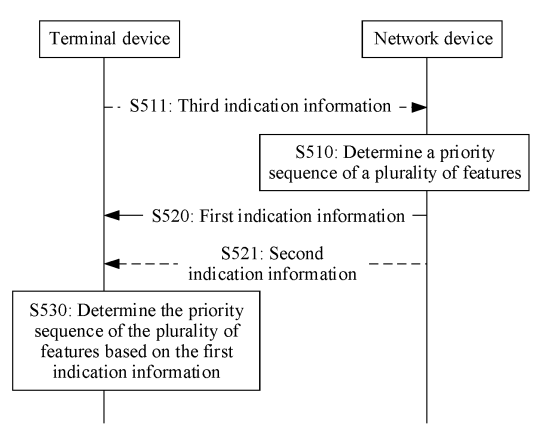 Terminal device
Network device
S511: Third indication information
S510: Determine a priority
sequence of a plurality of features
S520: First indication information
S521: Second
indication information
S530: Determine the priority
sequence of the plurality of
features based on the first
indication information